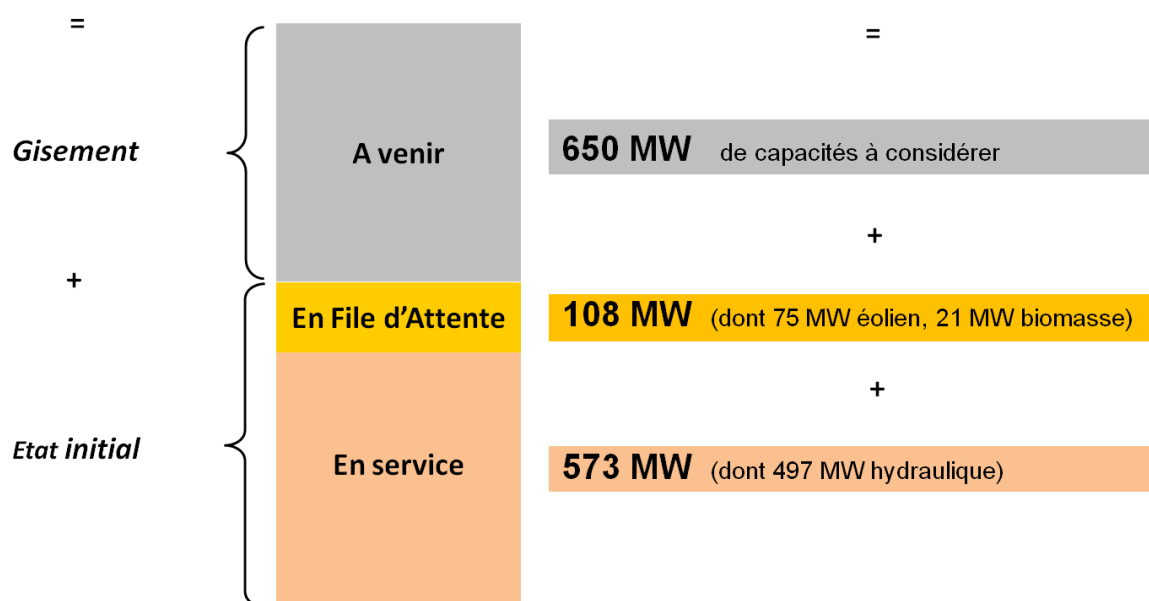 =
=
Gisement
A venir
650 MW de capacités à considérer
+
+
En File d'Attente
108 MW (dont 75 MW éolien, 21 MW biomasse)
+
Etat initial
En service
573 MW (dont 497 MW hydraulique)